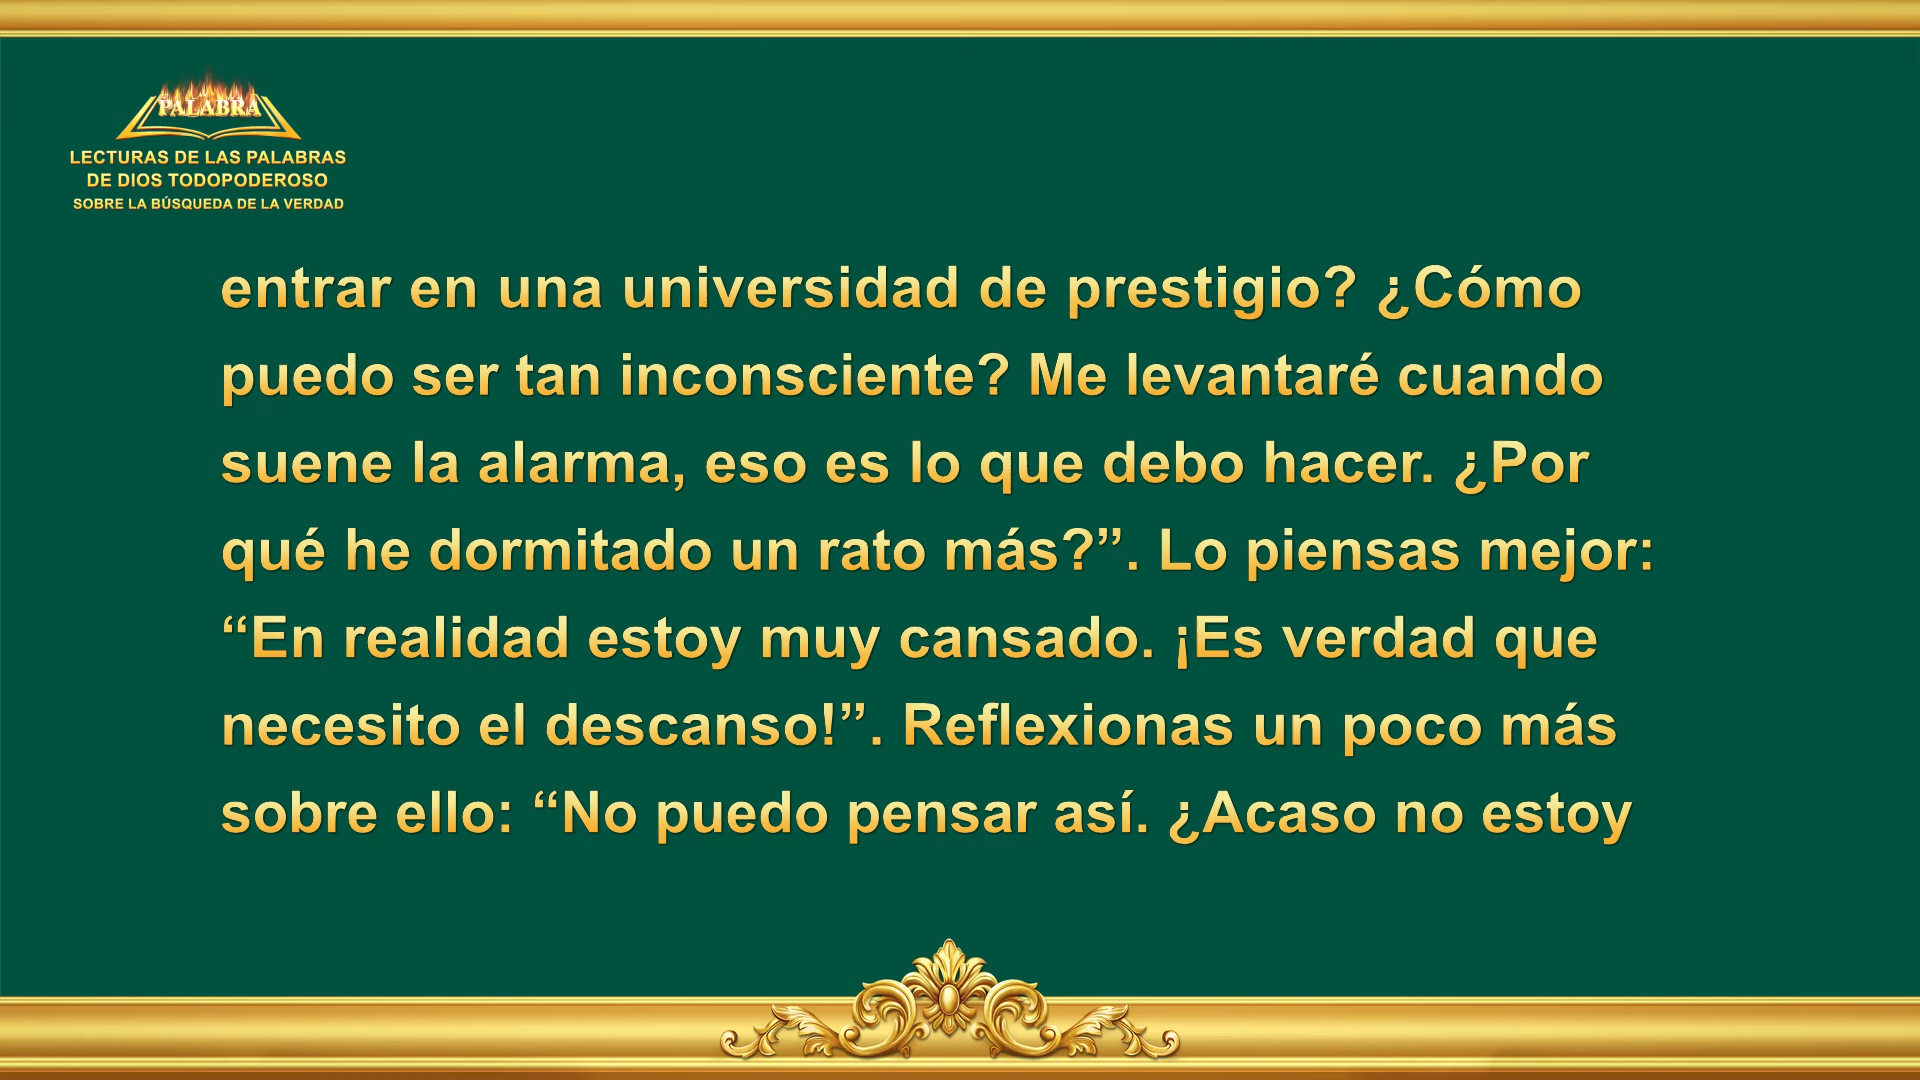 PALABRA
LECTURAS DE LAS PALABRAS
DE DIOS TODOPODEROSO
SOBRE LA BÚSQUEDA DE LA VERDAD
entrar en una universidad de prestigio? ¿Cómo
puedo ser tan inconsciente? Me levantaré cuando
suene la alarma, eso es lo que debo hacer. ¿Por
qué he dormitado un rato más?”. Lo piensas mejor:
“En realidad estoy muy cansado. ¡Es verdad que
necesito el descanso!”. Reflexionas un poco más
sobre ello: “No puedo pensar así. ¿Acaso no estoy